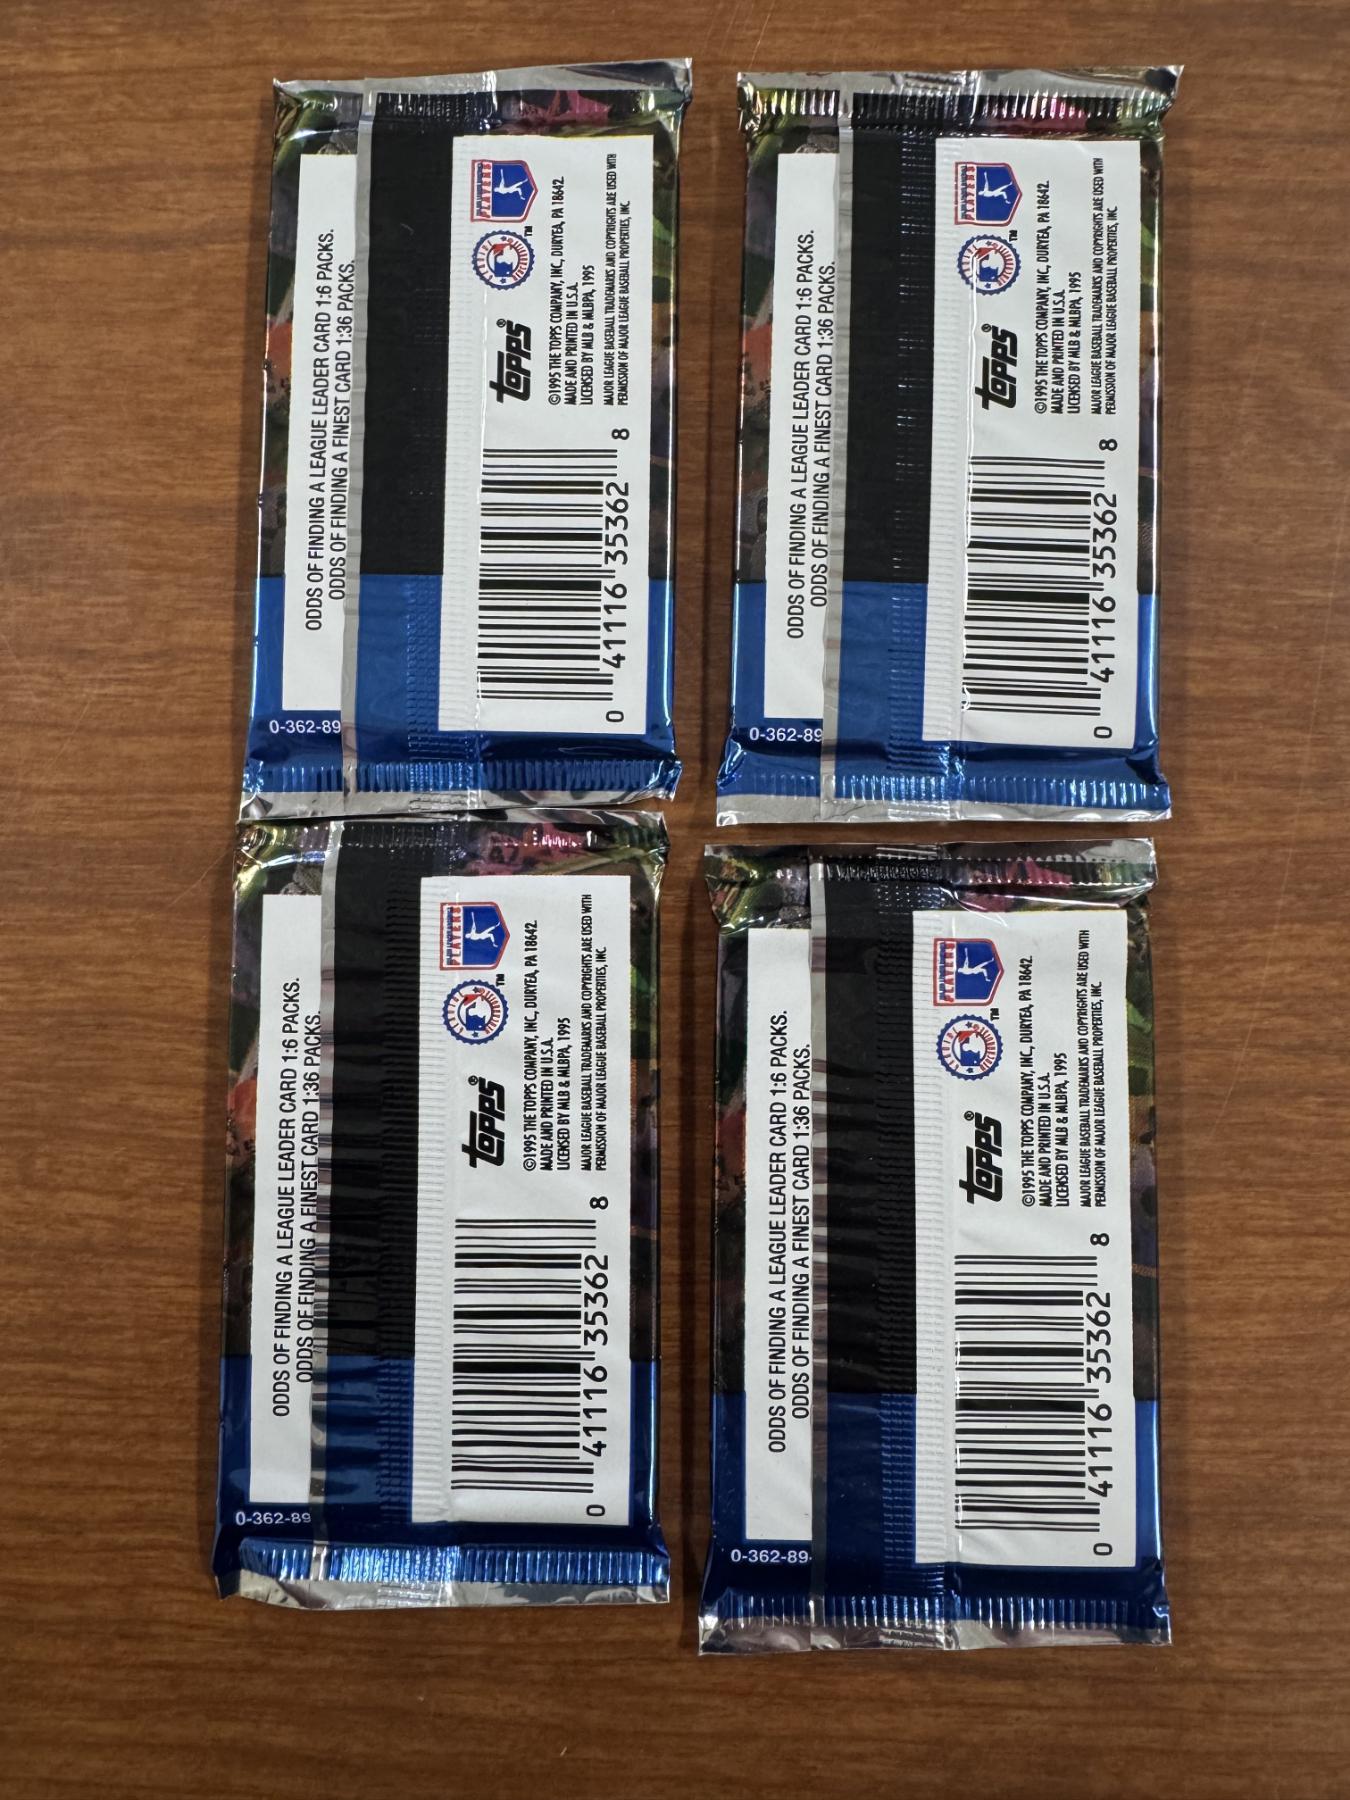 ODDS OF FINDING A LEAGUE LEADER CARD 1:6 PACKS.
ODDS OF FINDING A FINEST CARD 1:36 PACKS.
0-362-89
PLAYERS
TM
topps®
©1995 THE TOPPS COMPANY, INC., DURYEA, PA 18642.
MADE AND PRINTED IN U.S.A.
LICENSED BY MLB & MLBPA, 1995
MAJOR LEAGUE BASEBALL TRADEMARKS AND COPYRIGHTS ARE USED WITH
PERMISSION OF MAJOR LEAGUE BASEBALL PROPERTIES, INC.
0 41116 35362 8
ODDS OF FINDING A LEAGUE LEADER CARD 1:6 PACKS.
ODDS OF FINDING A FINEST CARD 1:36 PACKS.
0-362-89
PLAYERS
TM
topps®
©1995 THE TOPPS COMPANY, INC., DURYEA, PA 18642.
MADE AND PRINTED IN U.S.A.
LICENSED BY MLB & MLBPA, 1995
MAJOR LEAGUE BASEBALL TRADEMARKS AND COPYRIGHTS ARE USED WITH
PERMISSION OF MAJOR LEAGUE BASEBALL PROPERTIES, INC.
0 41116 35362 8
ODDS OF FINDING A LEAGUE LEADER CARD 1:6 PACKS.
ODDS OF FINDING A FINEST CARD 1:36 PACKS.
0-362-89
PLAYERS
TM
topps®
©1995 THE TOPPS COMPANY, INC., DURYEA, PA 18642.
MADE AND PRINTED IN U.S.A.
LICENSED BY MLB & MLBPA, 1995
MAJOR LEAGUE BASEBALL TRADEMARKS AND COPYRIGHTS ARE USED WITH
PERMISSION OF MAJOR LEAGUE BASEBALL PROPERTIES, INC.
0 41116 35362 8
ODDS OF FINDING A LEAGUE LEADER CARD 1:6 PACKS.
ODDS OF FINDING A FINEST CARD 1:36 PACKS.
0-362-89-
PLAYERS
TM
topps®
©1995 THE TOPPS COMPANY, INC., DURYEA, PA 18642.
MADE AND PRINTED IN U.S.A.
LICENSED BY MLB & MLBPA, 1995
MAJOR LEAGUE BASEBALL TRADEMARKS AND COPYRIGHTS ARE USED WITH
PERMISSION OF MAJOR LEAGUE BASEBALL PROPERTIES, INC.
0 41116 35362 8